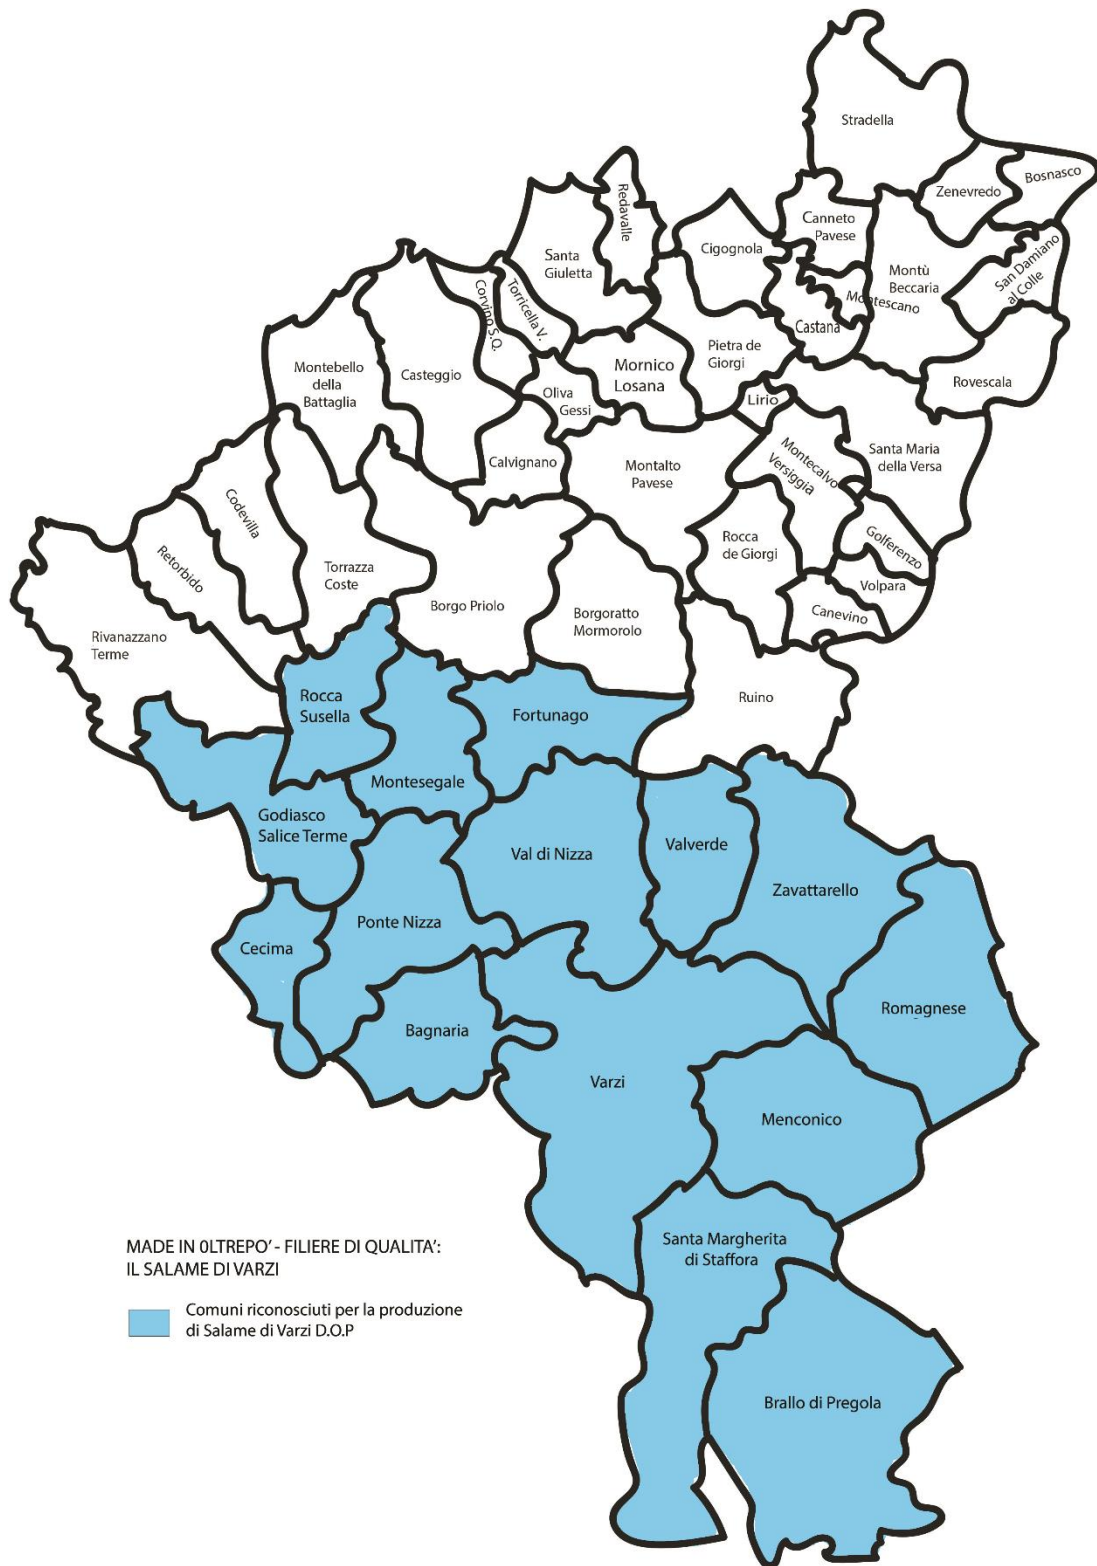 Stradella
Bosnasco
Zenevredo
Redavalle
Canneto
Pavese
Cigognola
Santa
Giuletta
San Damiano
al Colle
Montù
Beccaria
Montescano
Corvino S.Q.
Torricella V.
Castana
Pietra de
Giorgi
Mornico
Losana
Montebello
della
Battaglia
Casteggio
Rovescala
Oliva
Gessi
Lirio
Santa Maria
della Versa
Calvignano
Montalto
Pavese
Montecalvo
Versiggia
Codevilla
Golferenzo
Rocca
de Giorgi
Retorbido
Torrazza
Coste
Volpara
Borgo Priolo
Borgoratto
Mormorolo
Canevino
Rivanazzano
Terme
Rocca
Susella
Ruino
Fortunago
Montesegale
Godiasco
Salice Terme
Val di Nizza
Valverde
Zavattarello
Ponte Nizza
Cecima
Romagnese
Bagnaria
Varzi
Menconico
Santa Margherita
di Staffora
MADE IN 0LTREPO' - FILIERE DI QUALITA':
IL SALAME DI VARZI
Comuni riconosciuti per la produzione
di Salame di Varzi D.O.P
Brallo di Pregola